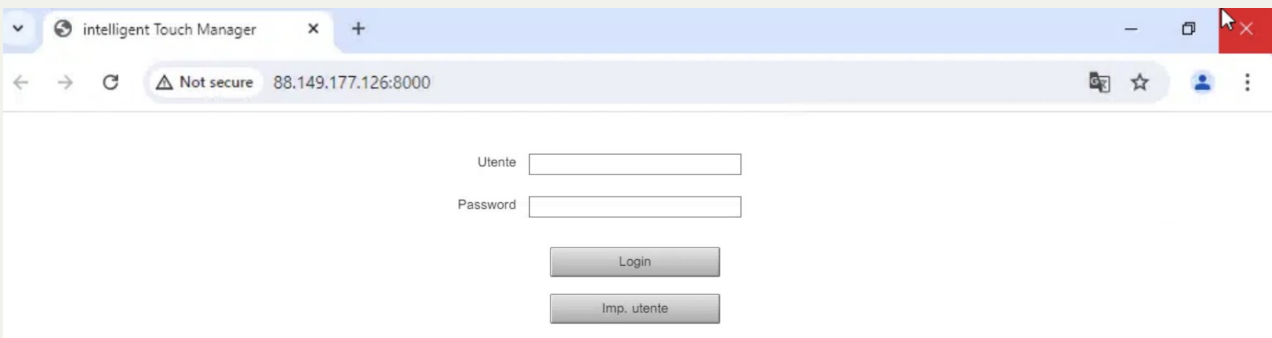 intelligent Touch Manager
Not secure 88.149.177.126:8000
Utente
Password
Login
Imp. utente